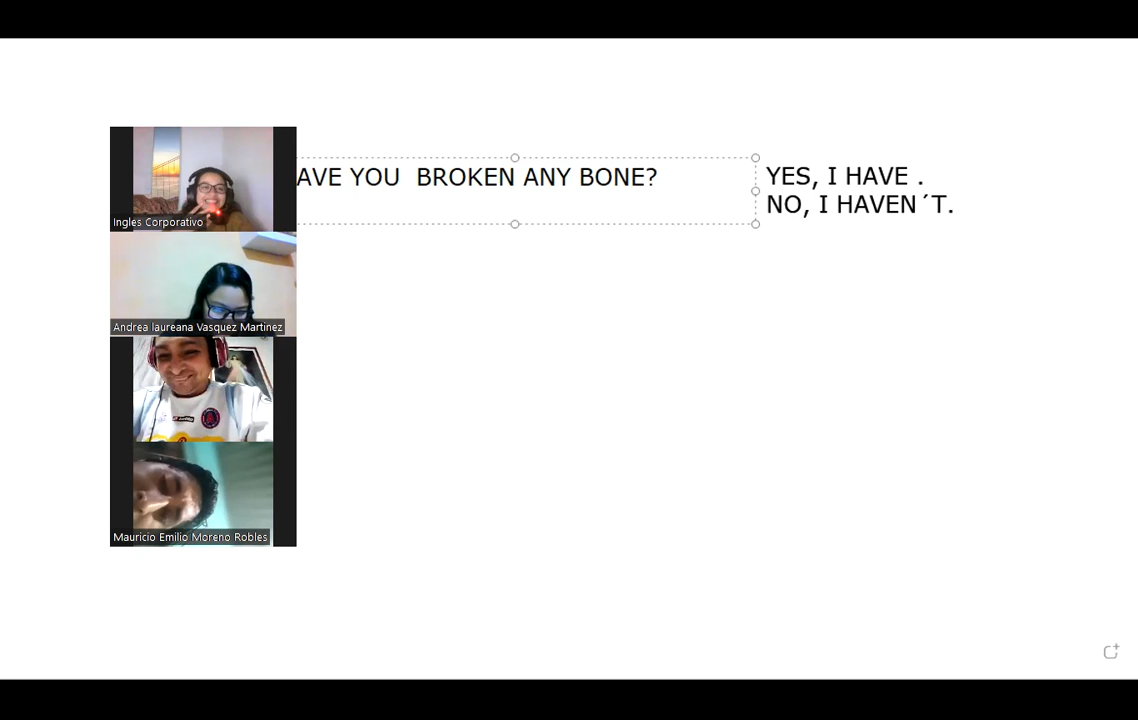 AVE YOU  BROKEN ANY BONE?
YES, I HAVE .
NO, I HAVEN´T.
Ingles Corporativo
Andrea laureana Vasquez Martinez
Mauricio Emilio Moreno Robles